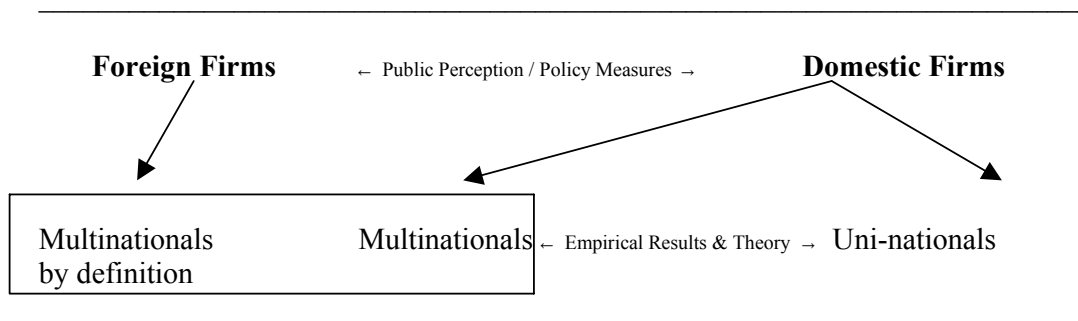 Foreign Firms ← Public Perception / Policy Measures → Domestic Firms
Multinationals Multinationals ← Empirical Results & Theory → Uni-nationals
by definition